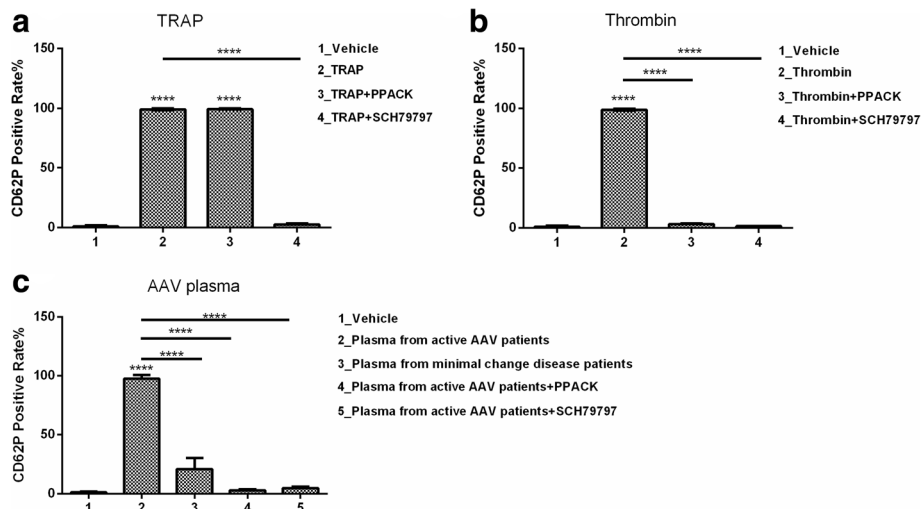 a
TRAP
CD62P Positive Rate%
150
100
50
0
****
****
****
1
2
3
4
1_Vehicle
2_TRAP
3_TRAP+PPACK
4_TRAP+SCH79797
b
Thrombin
CD62P Positive Rate%
150
100
50
0
****
****
****
1
2
3
4
1_Vehicle
2_Thrombin
3_Thrombin+PPACK
4_Thrombin+SCH79797
c
AAV plasma
CD62P Positive Rate%
150
100
50
0
****
****
****
****
1
2
3
4
5
1_Vehicle
2_Plasma from active AAV patients
3_Plasma from minimal change disease patients
4_Plasma from active AAV patients+PPACK
5_Plasma from active AAV patients+SCH79797